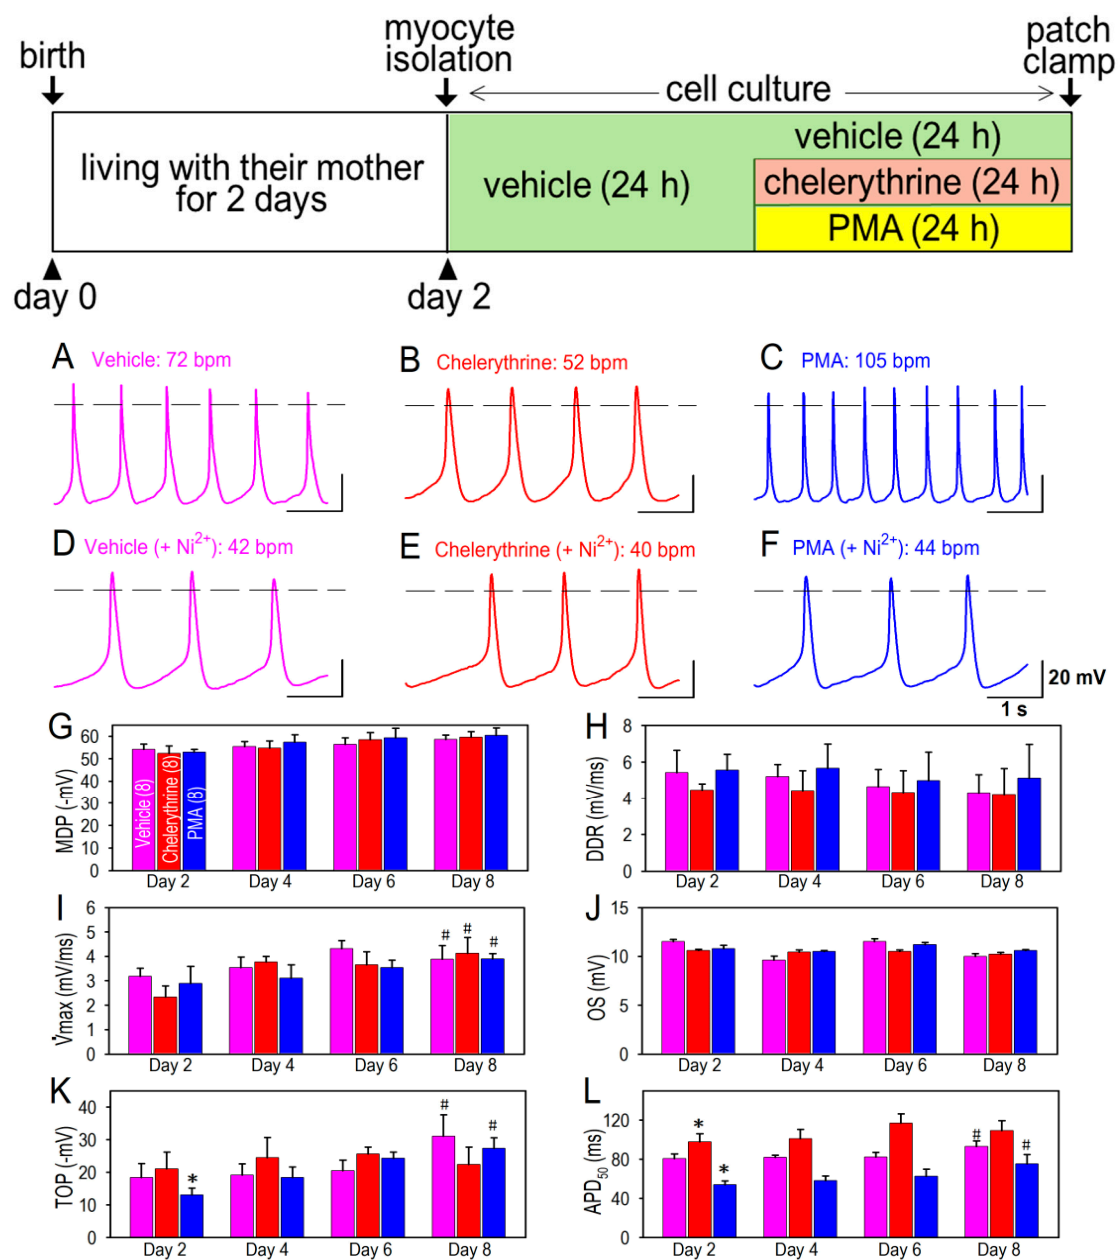 birth
myocyte
isolation
patch
clamp
cell culture
living with their mother
for 2 days
vehicle (24 h)
vehicle (24 h)
chelerythrine (24 h)
PMA (24 h)
day 0
day 2
A Vehicle: 72 bpm
B Chelerythrine: 52 bpm
C PMA: 105 bpm
D Vehicle (+ Ni²⁺): 42 bpm
E Chelerythrine (+ Ni²⁺): 40 bpm
F PMA (+ Ni²⁺): 44 bpm
20 mV
1 s
G
MDP (-mV)
60
50
40
30
20
10
0
Vehicle (8)
Chelerythrine (8)
PMA (8)
Day 2 Day 4 Day 6 Day 8
H
DDR (mV/ms)
8
6
4
2
0
Day 2 Day 4 Day 6 Day 8
I
V̇max (mV/ms)
6
5
4
3
2
1
0
# # #
Day 2 Day 4 Day 6 Day 8
J
OS (mV)
15
10
5
0
Day 2 Day 4 Day 6 Day 8
K
TOP (-mV)
40
30
20
10
0
* # #
Day 2 Day 4 Day 6 Day 8
L
APD₅₀ (ms)
120
80
40
0
* * # #
Day 2 Day 4 Day 6 Day 8